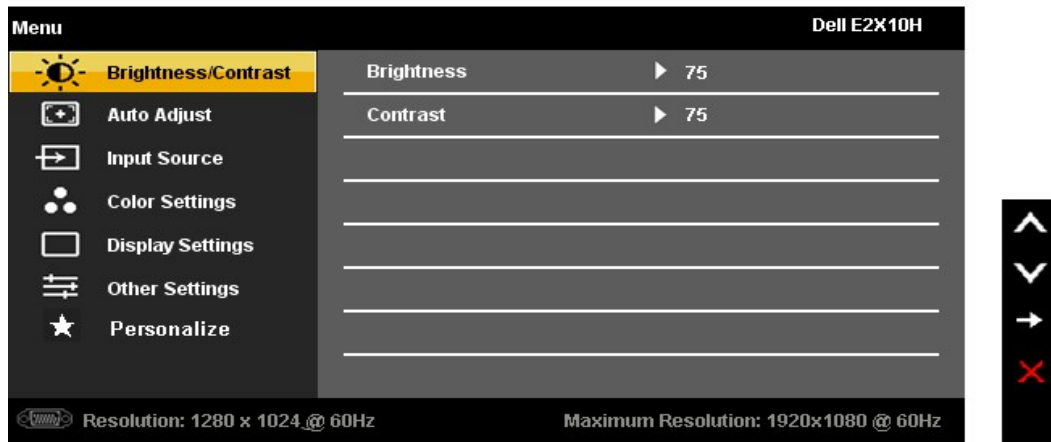 Menu Dell E2X10H
Brightness/Contrast Brightness 75
Auto Adjust Contrast 75
Input Source
Color Settings
Display Settings
Other Settings
Personalize
Resolution: 1280 x 1024 @ 60Hz Maximum Resolution: 1920x1080 @ 60Hz